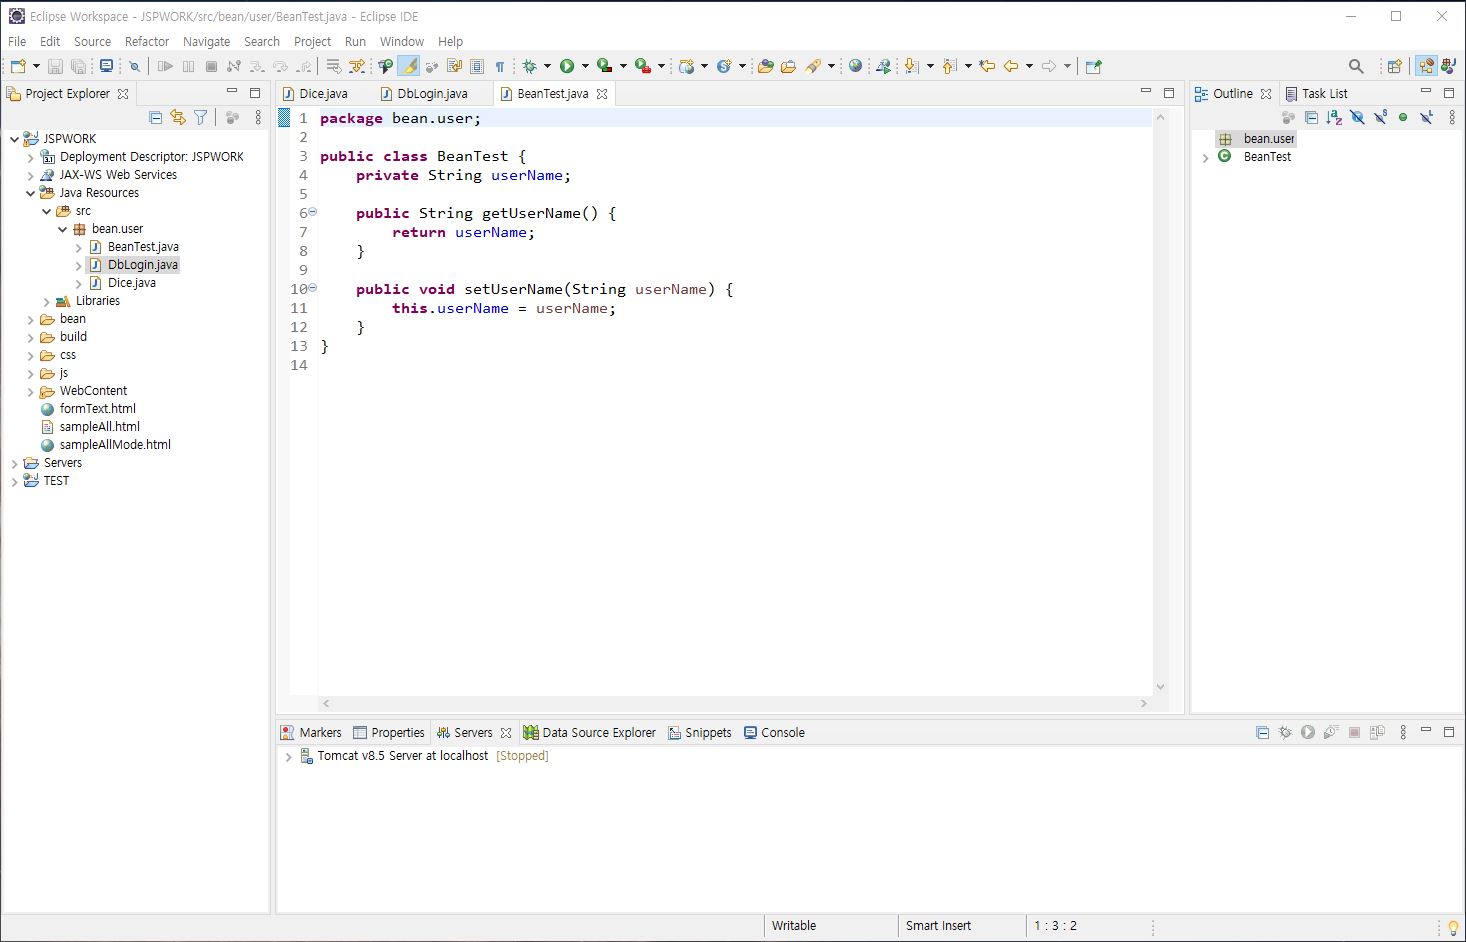 Eclipse Workspace - JSPWORK/src/bean/user/BeanTest.java - Eclipse IDE
File Edit Source Refactor Navigate Search Project Run Window Help
Project Explorer
JSPWORK
Deployment Descriptor: JSPWORK
JAX-WS Web Services
Java Resources
src
bean.user
BeanTest.java
DbLogin.java
Dice.java
Libraries
bean
build
css
js
WebContent
formText.html
sampleAll.html
sampleAllMode.html
Servers
TEST
Dice.java DbLogin.java BeanTest.java
1 package bean.user;
2
3 public class BeanTest {
4 private String userName;
5
6 public String getUserName() {
7 return userName;
8 }
9
10 public void setUserName(String userName) {
11 this.userName = userName;
12 }
13 }
14
Outline Task List
bean.user
BeanTest
Markers Properties Servers Data Source Explorer Snippets Console
Tomcat v8.5 Server at localhost [Stopped]
Writable Smart Insert 1 : 3 : 2